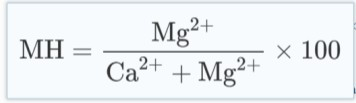 MH = Mg²⁺ / (Ca²⁺ + Mg²⁺) × 100